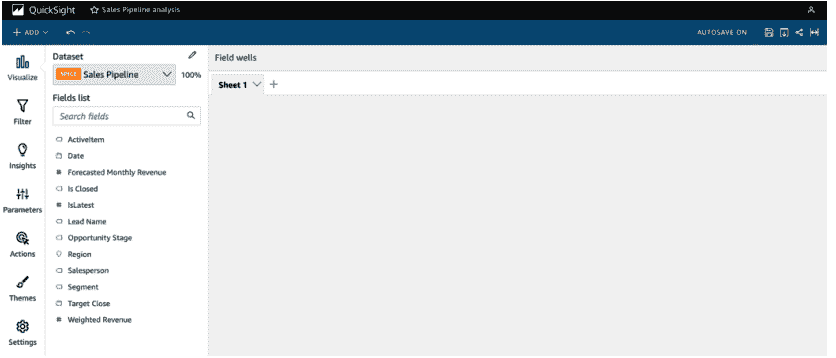 QuickSight Sales Pipeline analysis
+ ADD AUTOSAVE ON
Visualize
Filter
Insights
Parameters
Actions
Themes
Settings
Dataset
SPICE Sales Pipeline 100%
Fields list
Search fields
ActiveItem
Date
Forecasted Monthly Revenue
Is Closed
IsLatest
Lead Name
Opportunity Stage
Region
Salesperson
Segment
Target Close
Weighted Revenue
Field wells
Sheet 1 +